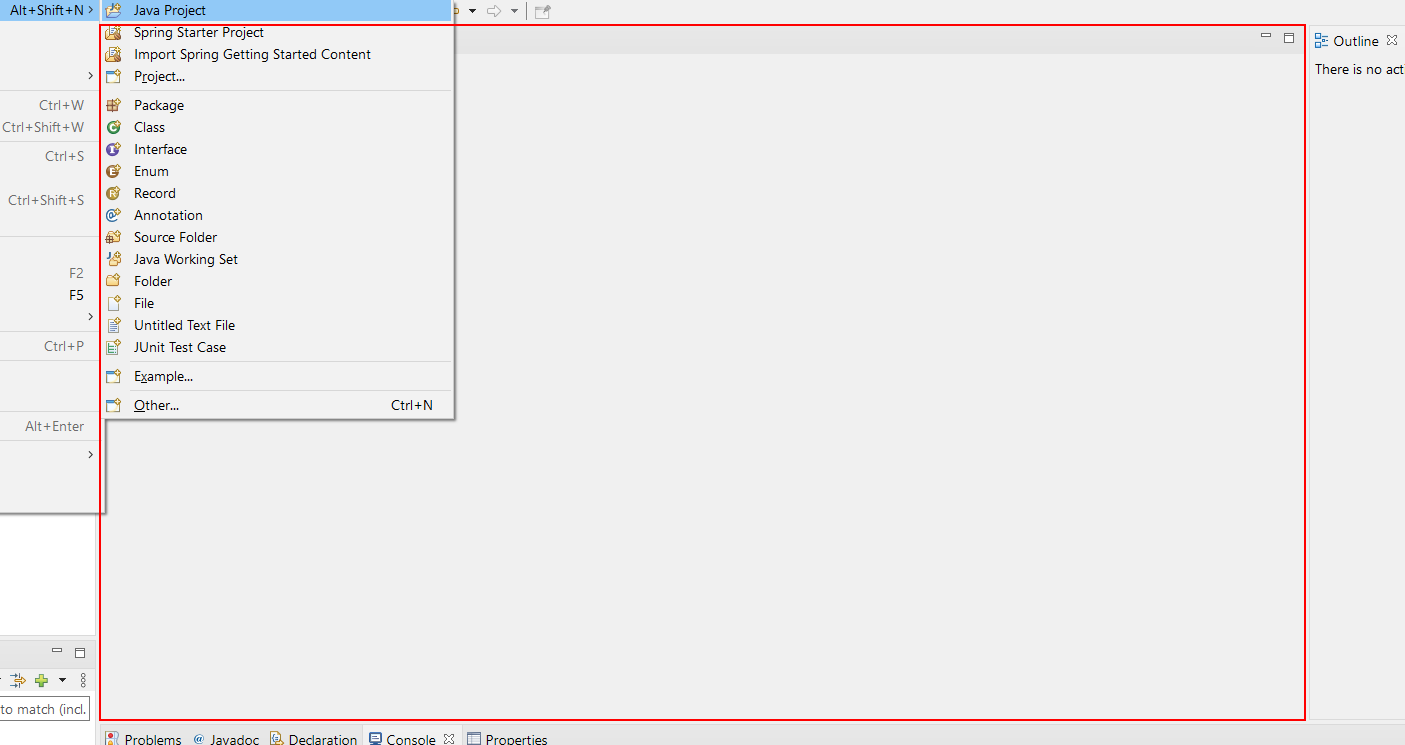 Alt+Shift+N
Java Project
Spring Starter Project
Import Spring Getting Started Content
Project...
Ctrl+W
Package
Ctrl+Shift+W
Class
Interface
Ctrl+S
Enum
Ctrl+Shift+S
Record
Annotation
Source Folder
Java Working Set
F2
Folder
F5
File
Untitled Text File
Ctrl+P
JUnit Test Case
Example...
Other... Ctrl+N
Alt+Enter
Outline
There is no acti
to match (incl.
Problems
@ Javadoc
Declaration
Console
Properties